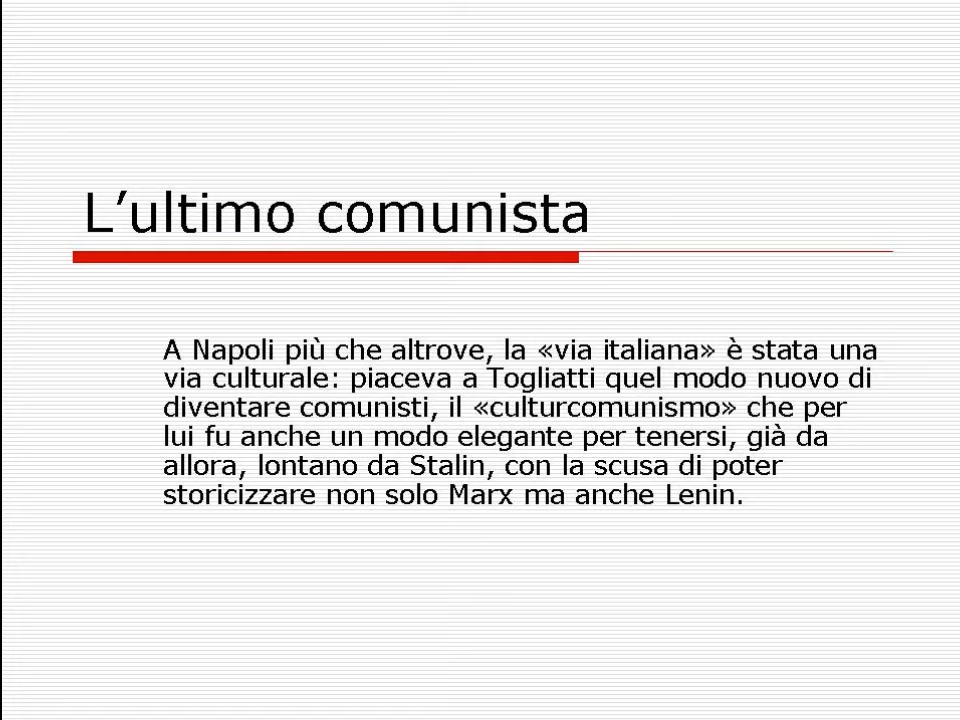 L’ultimo comunista
A Napoli più che altrove, la «via italiana» è stata una
via culturale: piaceva a Togliatti quel modo nuovo di
diventare comunisti, il «culturcomunismo» che per
lui fu anche un modo elegante per tenersi, già da
allora, lontano da Stalin, con la scusa di poter
storicizzare non solo Marx ma anche Lenin.